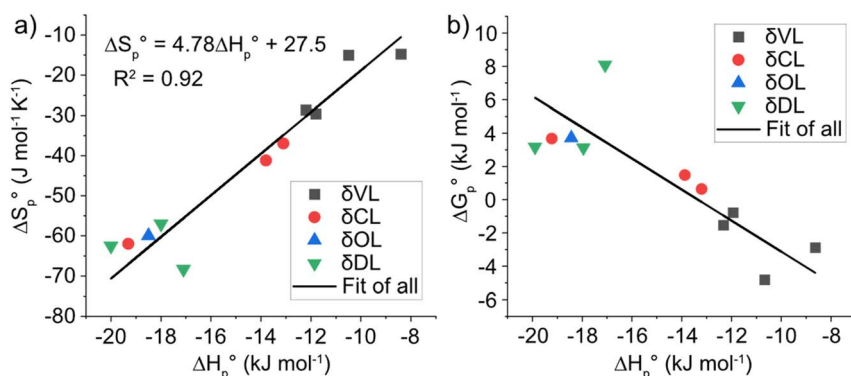 a)
ΔSₚ° = 4.78ΔHₚ° + 27.5
R² = 0.92
ΔSₚ°
(J mol⁻¹ K⁻¹)
-10
-20
-30
-40
-50
-60
-70
-80
δVL
δCL
δOL
δDL
Fit of all
-20 -18 -16 -14 -12 -10 -8
ΔHₚ° (kJ mol⁻¹)
b)
ΔGₚ° (kJ mol⁻¹)
8
6
4
2
0
-2
-4
-6
δVL
δCL
δOL
δDL
Fit of all
-20 -18 -16 -14 -12 -10 -8
ΔHₚ° (kJ mol⁻¹)